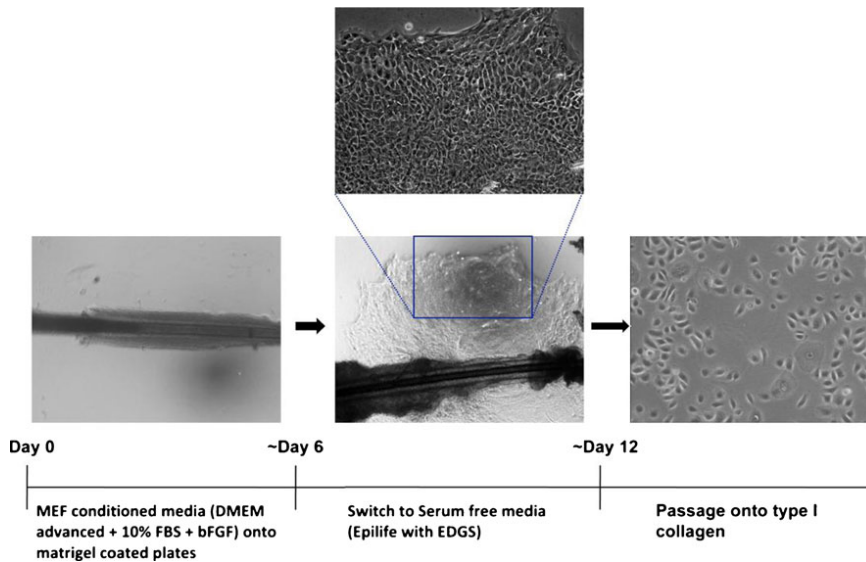 Day 0
~Day 6
~Day 12
MEF conditioned media (DMEM
advanced + 10% FBS + bFGF) onto
matrigel coated plates
Switch to Serum free media
(Epilife with EDGS)
Passage onto type I
collagen